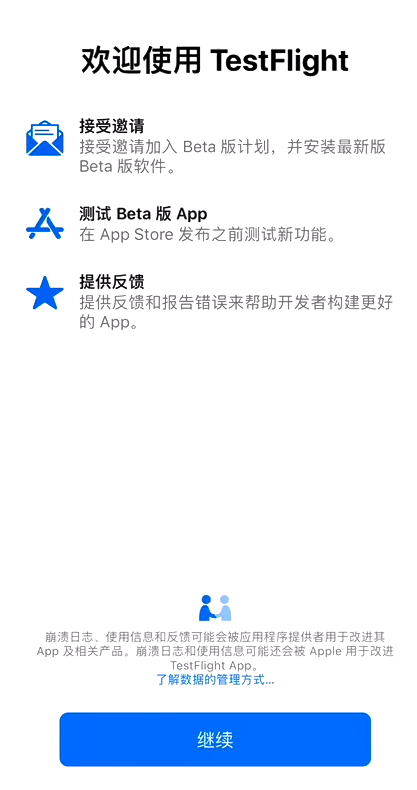 欢迎使用 TestFlight
接受邀请
接受邀请加入 Beta 版计划，并安装最新版
Beta 版软件。
测试 Beta 版 App
在 App Store 发布之前测试新功能。
提供反馈
提供反馈和报告错误来帮助开发者构建更好
的 App。
崩溃日志、使用信息和反馈可能会被应用程序提供者用于改进其
App 及相关产品。崩溃日志和使用信息可能还会被 Apple 用于改进
TestFlight App。
了解数据的管理方式...
继续